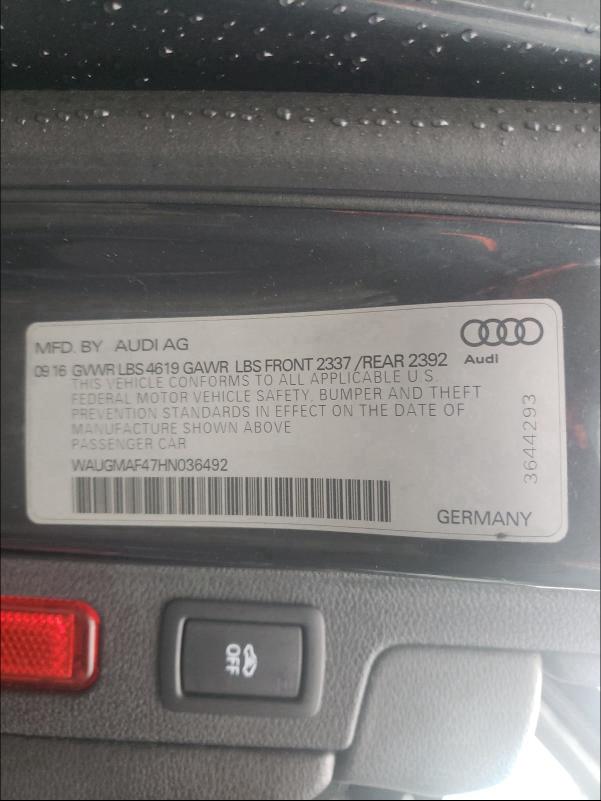 MFD. BY AUDI AG
09 16 GVWR LBS 4619 GAWR LBS FRONT 2337 /REAR 2392
Audi
THIS VEHICLE CONFORMS TO ALL APPLICABLE U.S.
FEDERAL MOTOR VEHICLE SAFETY, BUMPER AND THEFT
PREVENTION STANDARDS IN EFFECT ON THE DATE OF
MANUFACTURE SHOWN ABOVE
PASSENGER CAR
WAUGMAF47HN036492
3644293
GERMANY
OFF